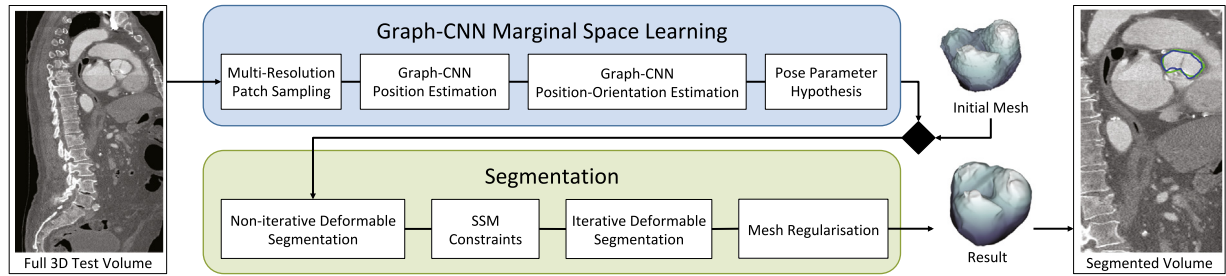 Graph-CNN Marginal Space Learning
Multi-Resolution
Patch Sampling
Graph-CNN
Position Estimation
Graph-CNN
Position-Orientation Estimation
Pose Parameter
Hypothesis
Initial Mesh
Segmentation
Non-iterative Deformable
Segmentation
SSM
Constraints
Iterative Deformable
Segmentation
Mesh Regularisation
Result
Full 3D Test Volume
Segmented Volume